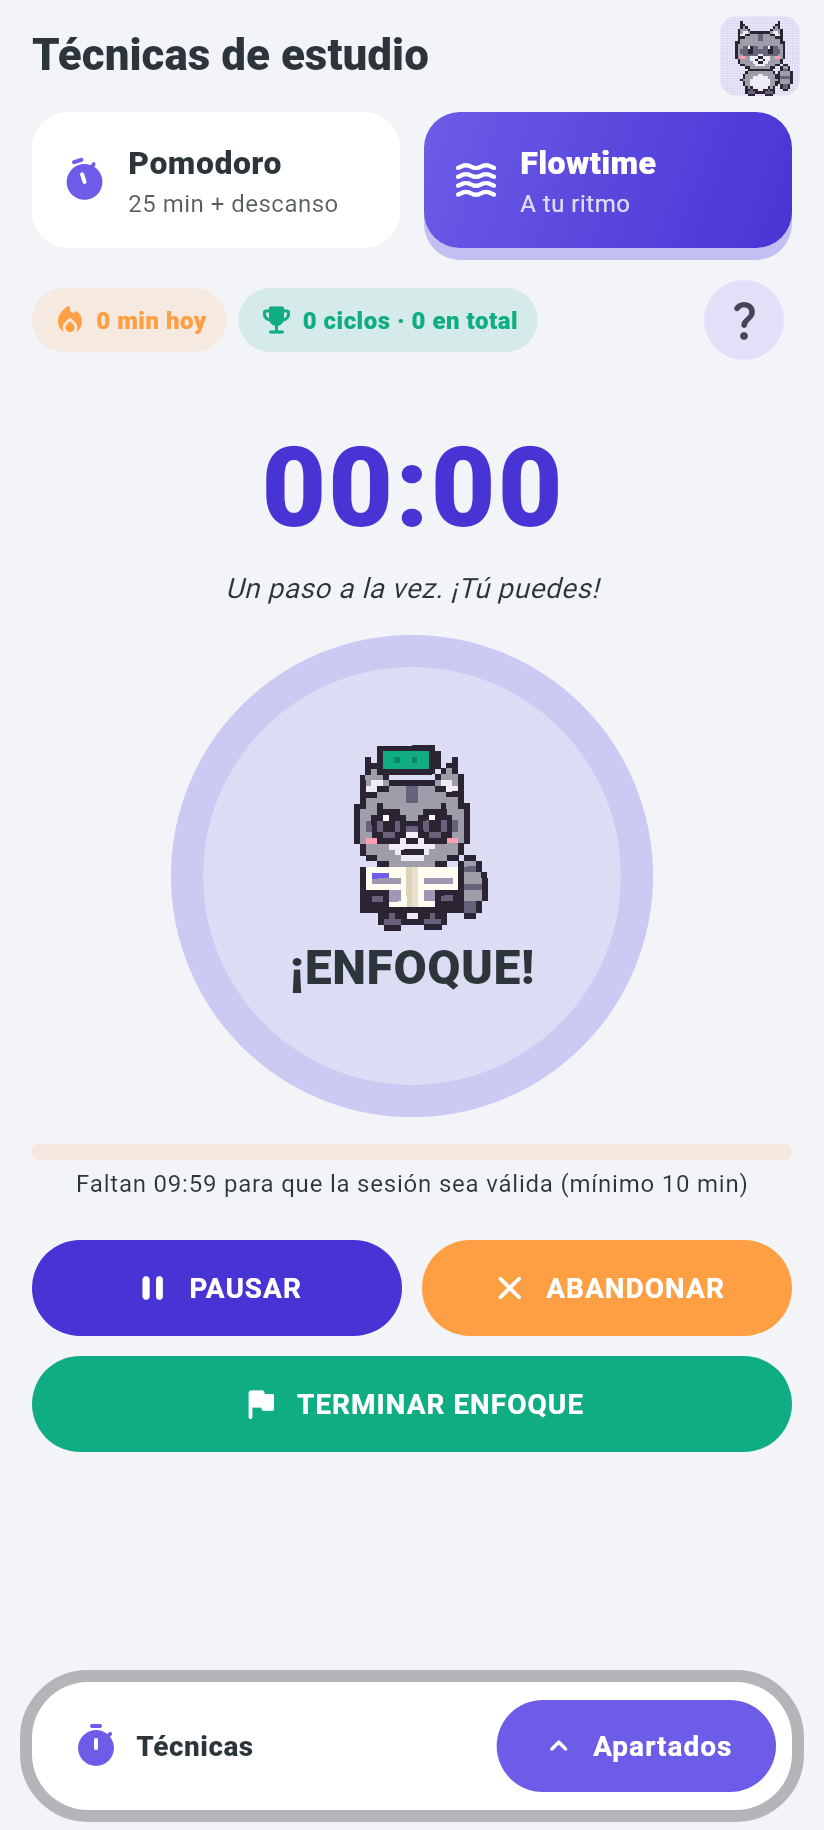 Técnicas de estudio
Pomodoro
25 min + descanso
Flowtime
A tu ritmo
0 min hoy
0 ciclos · 0 en total
?
00:00
Un paso a la vez. ¡Tú puedes!
¡ENFOQUE!
Faltan 09:59 para que la sesión sea válida (mínimo 10 min)
PAUSAR
ABANDONAR
TERMINAR ENFOQUE
Técnicas
Apartados